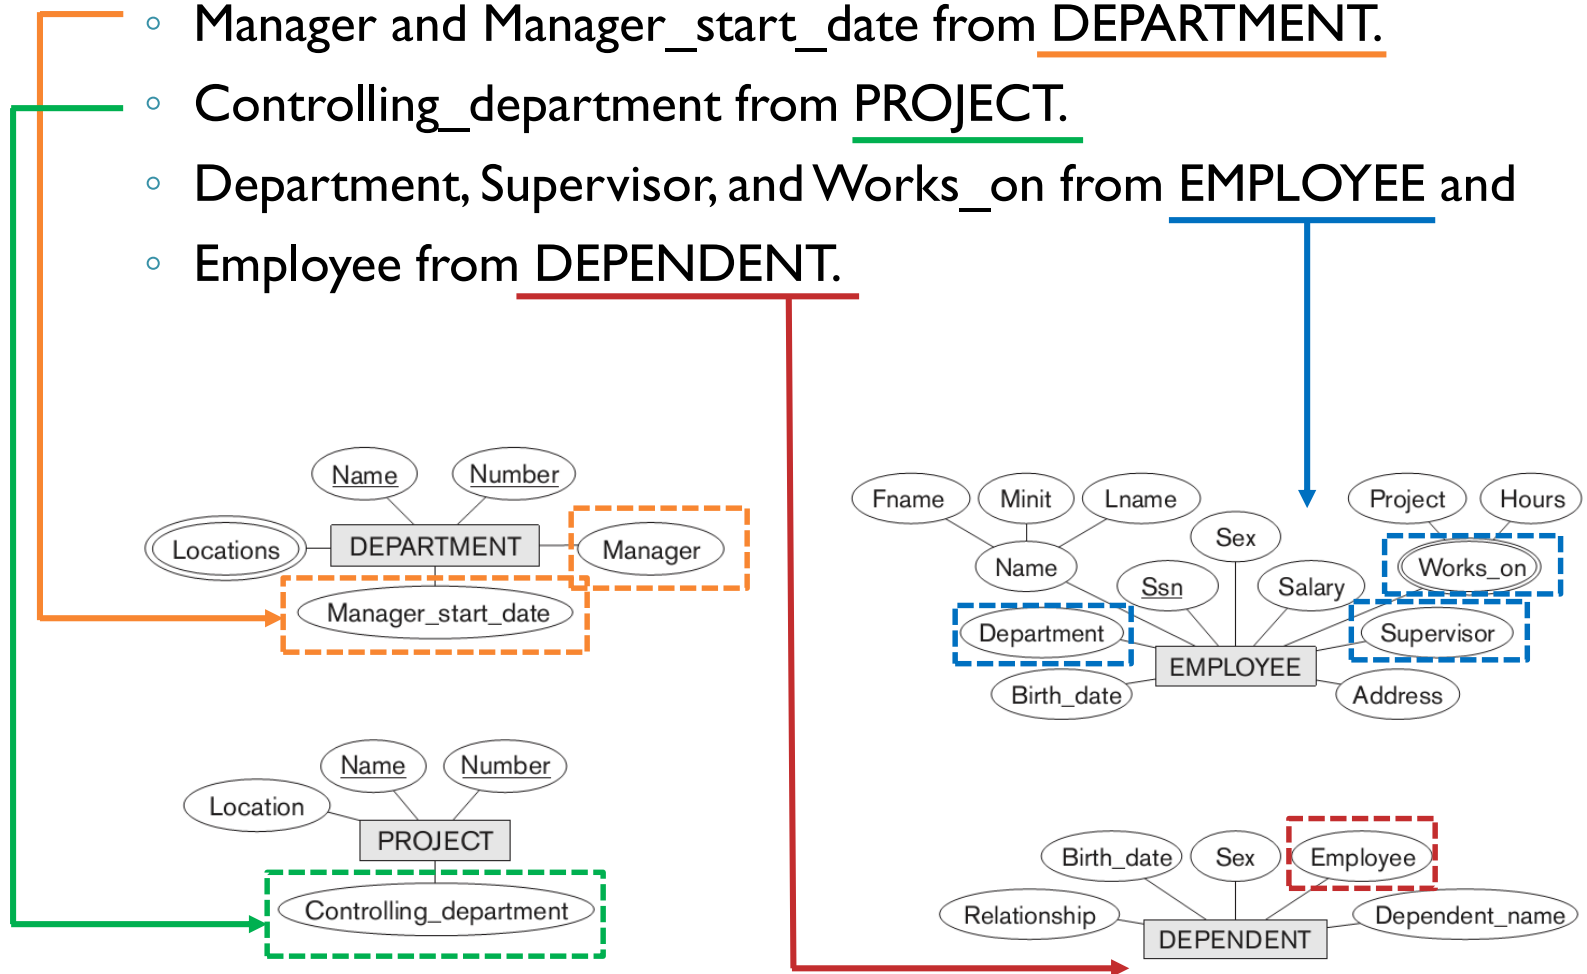 Manager and Manager_start_date from DEPARTMENT.
Controlling_department from PROJECT.
Department, Supervisor, and Works_on from EMPLOYEE and
Employee from DEPENDENT.
Name
Number
Locations
DEPARTMENT
Manager
Manager_start_date
Fname
Minit
Lname
Project
Hours
Name
Sex
Works_on
Ssn
Salary
Department
Supervisor
EMPLOYEE
Birth_date
Address
Name
Number
Location
PROJECT
Controlling_department
Birth_date
Sex
Employee
Relationship
Dependent_name
DEPENDENT